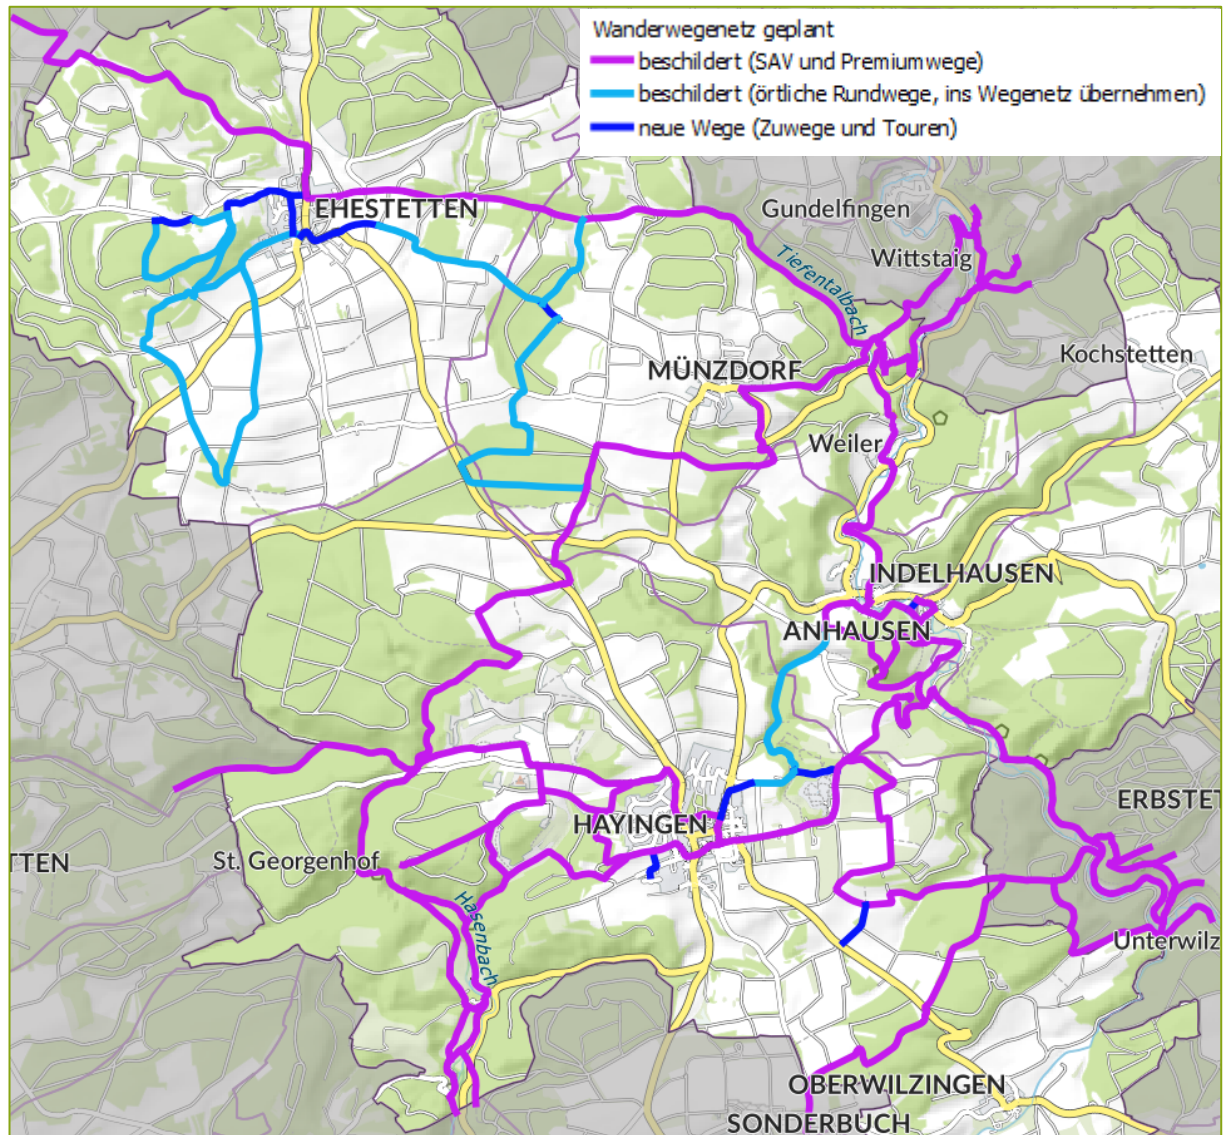 Wanderwegenetz geplant
beschildert (SAV und Premiumwege)
beschildert (örtliche Rundwege, ins Wegenetz übernehmen)
neue Wege (Zuwege und Touren)
EHESTETTEN
Gundelfingen
Wittstaig
Tiefentalbach
Kochstetten
MÜNZDORF
Weiler
INDELHAUSEN
ANHAUSEN
ERBSTET
HAYINGEN
TTEN
St. Georgenhof
Hasenbach
Unterwilz
OBERWILZINGEN
SONDERBUCH